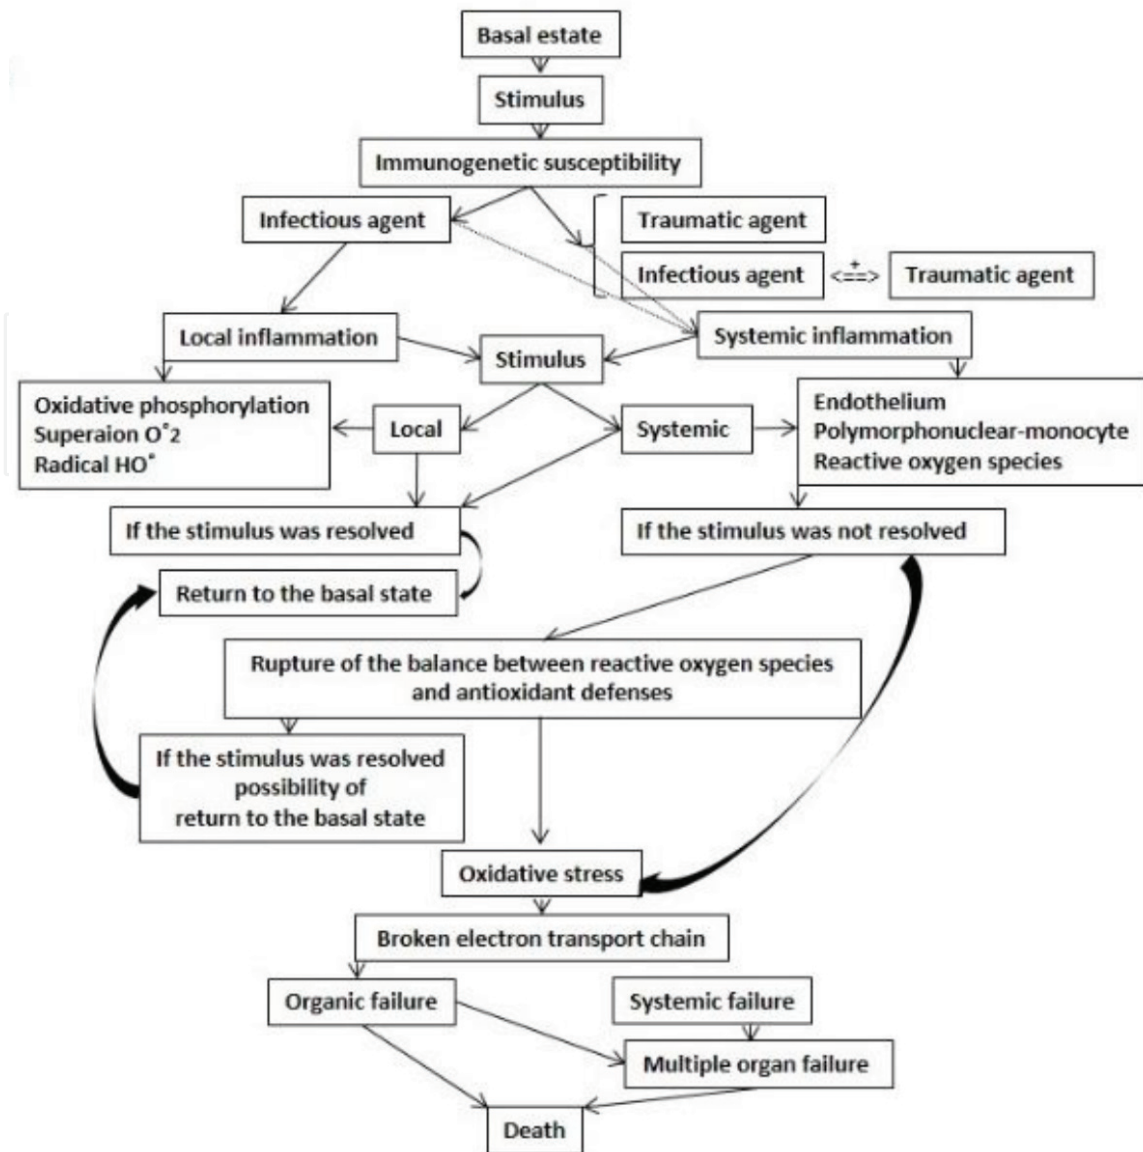 Basal estate
Stimulus
Immunogenetic susceptibility
Infectious agent
Traumatic agent
Infectious agent
+
<==>
Traumatic agent
Local inflammation
Stimulus
Systemic inflammation
Oxidative phosphorylation
Superaion O˚2
Radical HO˚
Local
Systemic
Endothelium
Polymorphonuclear-monocyte
Reactive oxygen species
If the stimulus was resolved
If the stimulus was not resolved
Return to the basal state
Rupture of the balance between reactive oxygen species
and antioxidant defenses
If the stimulus was resolved
possibility of
return to the basal state
Oxidative stress
Broken electron transport chain
Organic failure
Systemic failure
Multiple organ failure
Death